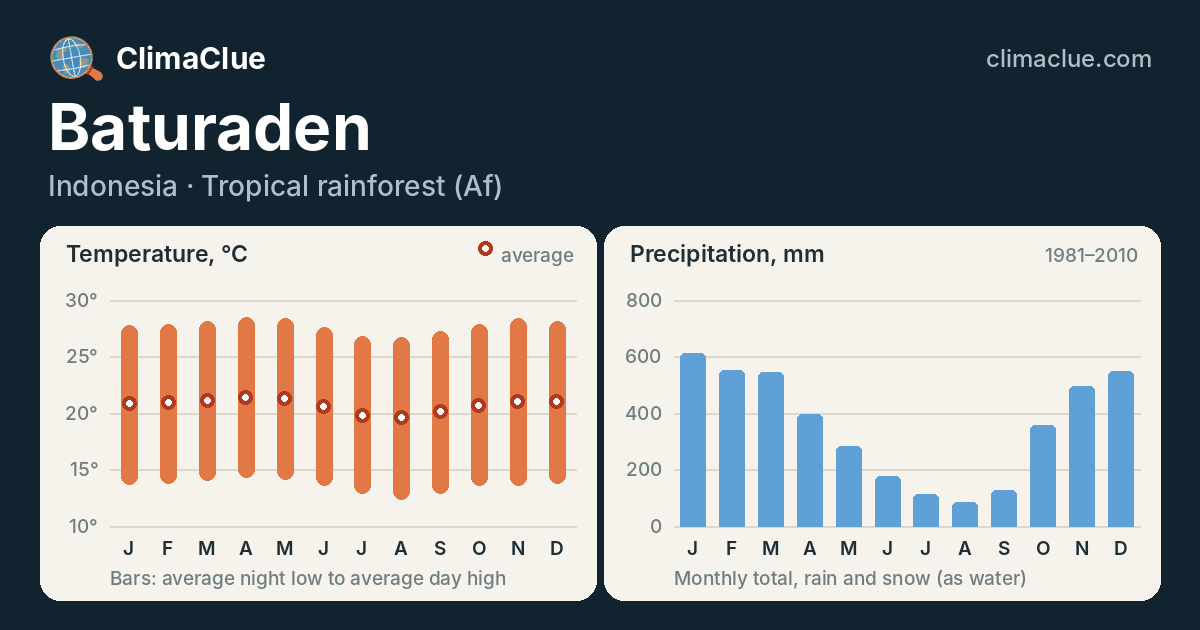 ClimaClue
climaclue.com
Baturaden
Indonesia · Tropical rainforest (Af)
Temperature, °C
average
30°
25°
20°
15°
10°
J F M A M J J A S O N D
Bars: average night low to average day high
Precipitation, mm
1981–2010
800
600
400
200
0
J F M A M J J A S O N D
Monthly total, rain and snow (as water)